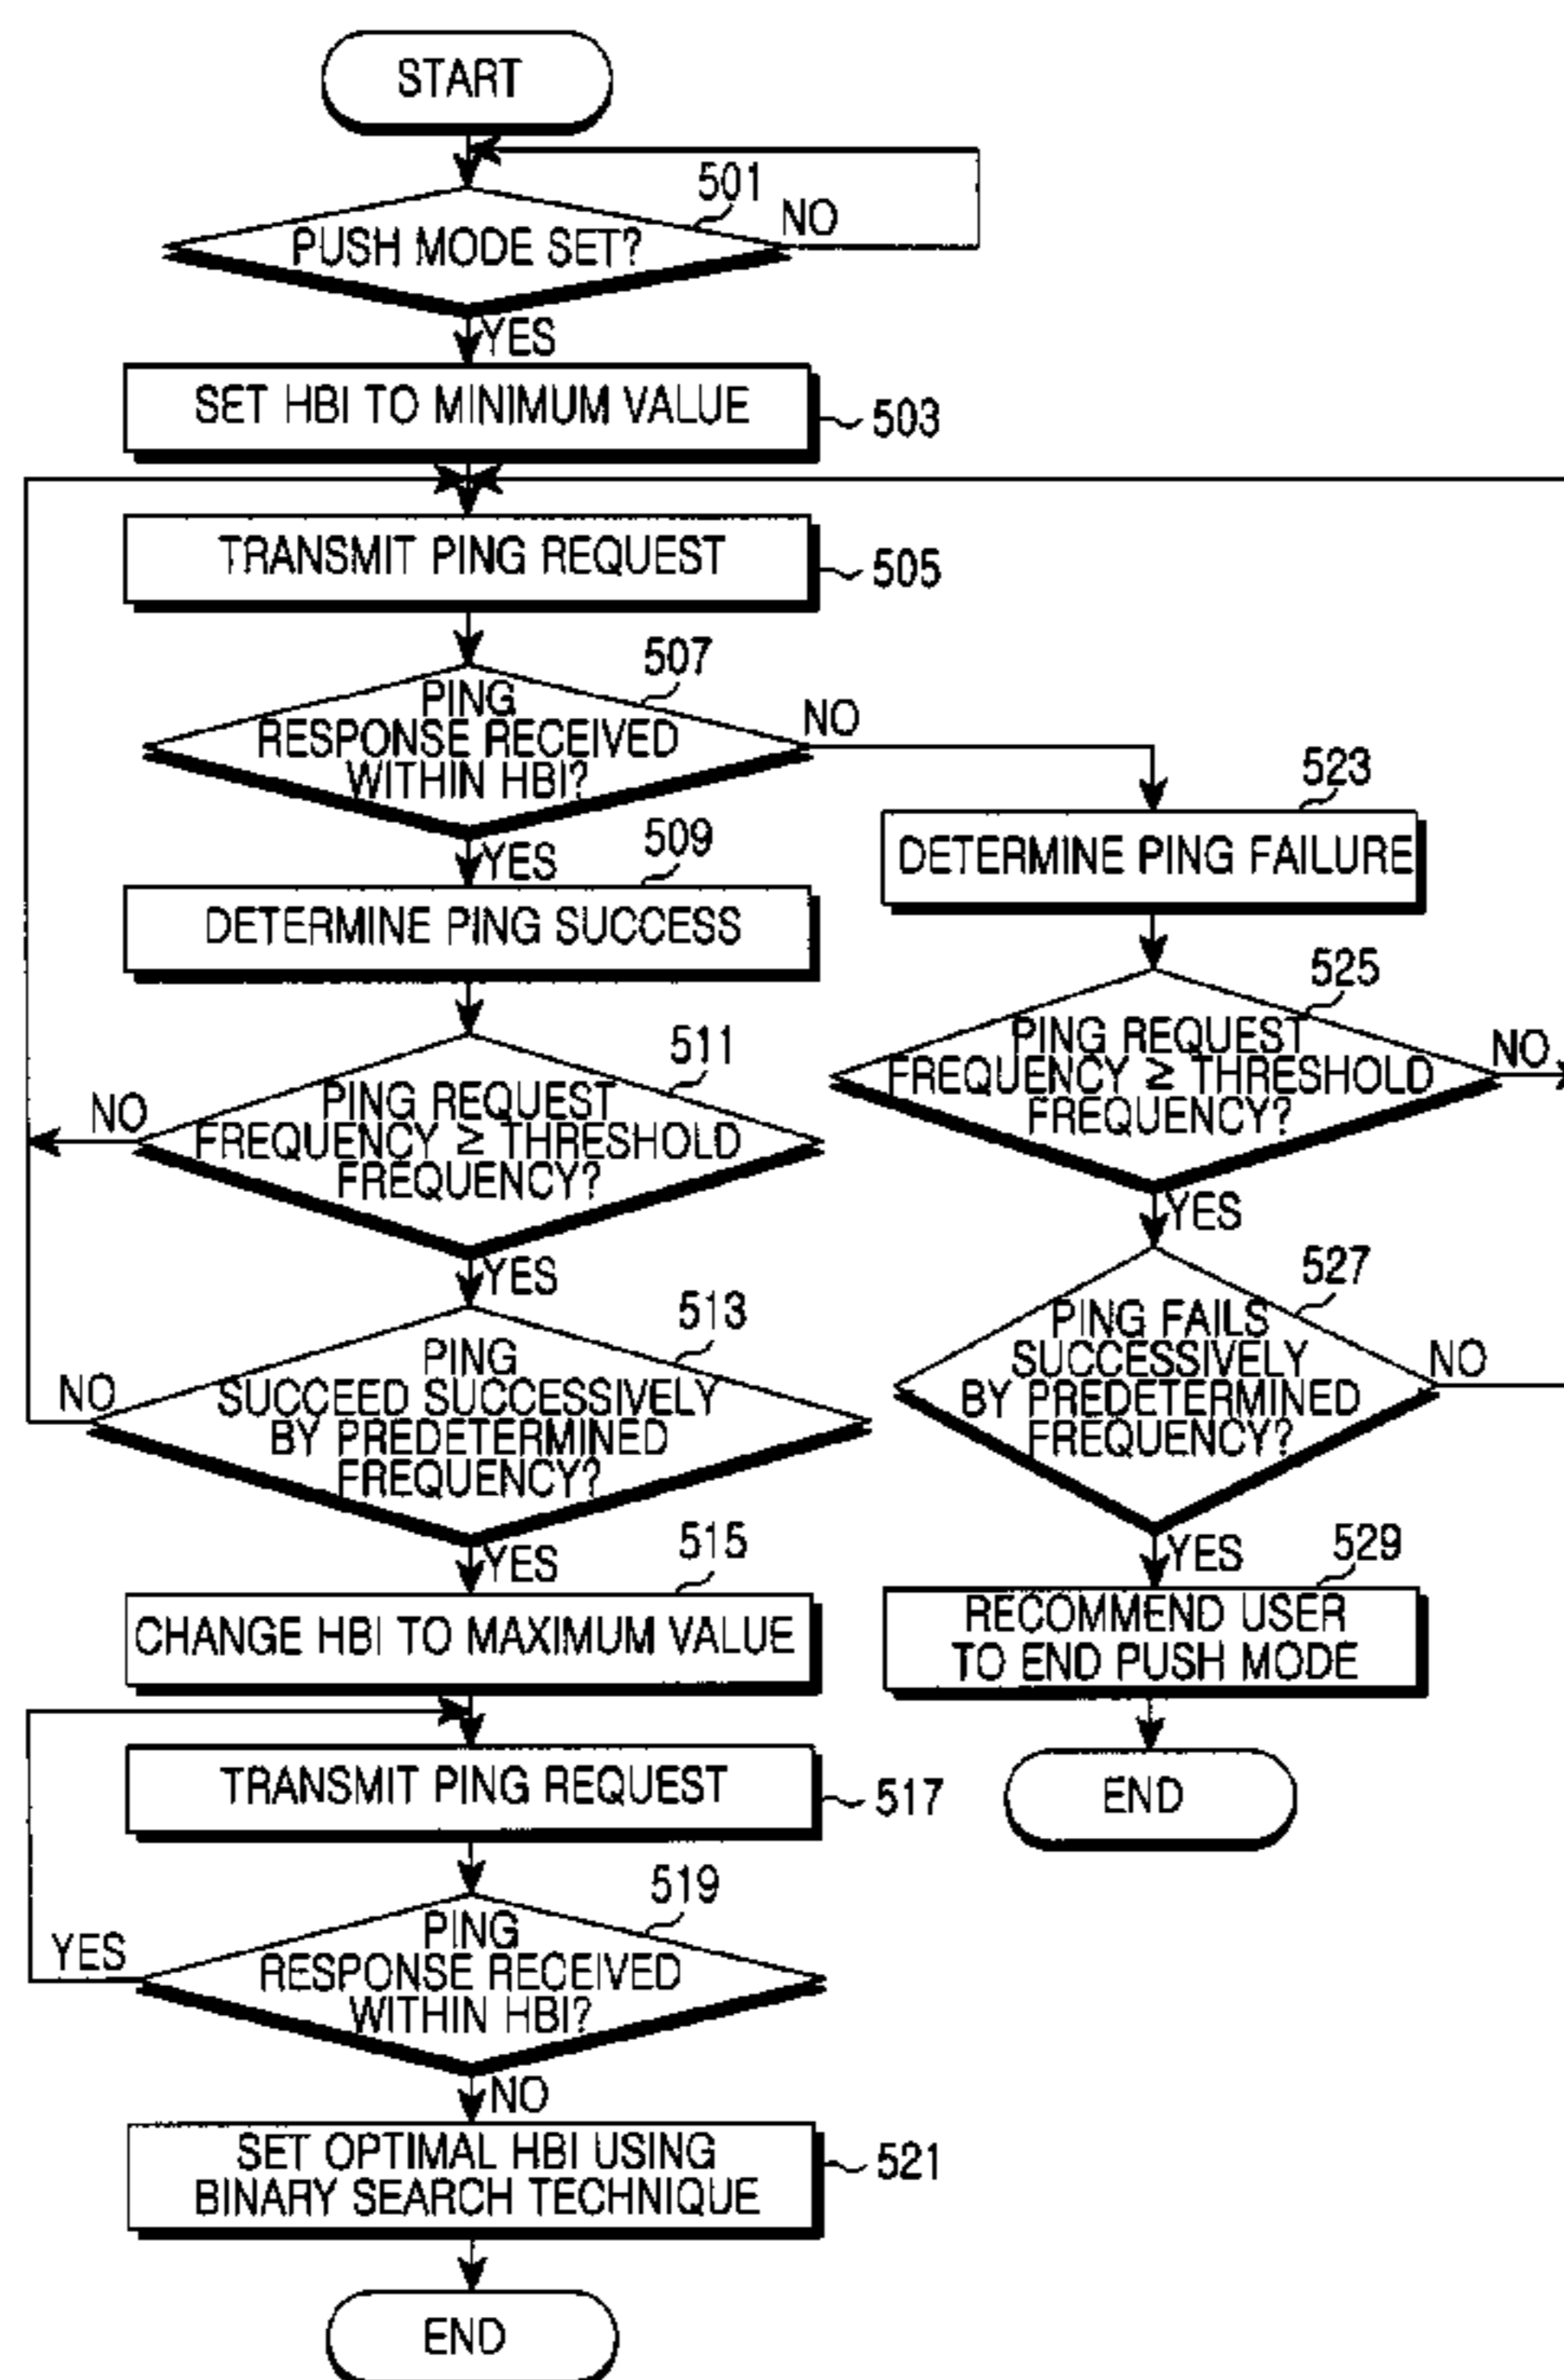 START
501
PUSH MODE SET?
NO
YES
SET HBI TO MINIMUM VALUE
503
TRANSMIT PING REQUEST
505
507
PING
RESPONSE RECEIVED
WITHIN HBI?
NO
YES
509
DETERMINE PING SUCCESS
511
PING REQUEST
FREQUENCY ≥ THRESHOLD
FREQUENCY?
NO
YES
513
PING
SUCCEED SUCCESSIVELY
BY PREDETERMINED
FREQUENCY?
NO
YES
515
CHANGE HBI TO MAXIMUM VALUE
TRANSMIT PING REQUEST
517
519
PING
RESPONSE RECEIVED
WITHIN HBI?
YES
NO
SET OPTIMAL HBI USING
BINARY SEARCH TECHNIQUE
521
END
523
DETERMINE PING FAILURE
525
PING REQUEST
FREQUENCY ≥ THRESHOLD
FREQUENCY?
NO
YES
527
PING FAILS
SUCCESSIVELY
BY PREDETERMINED
FREQUENCY?
NO
YES
529
RECOMMEND USER
TO END PUSH MODE
END